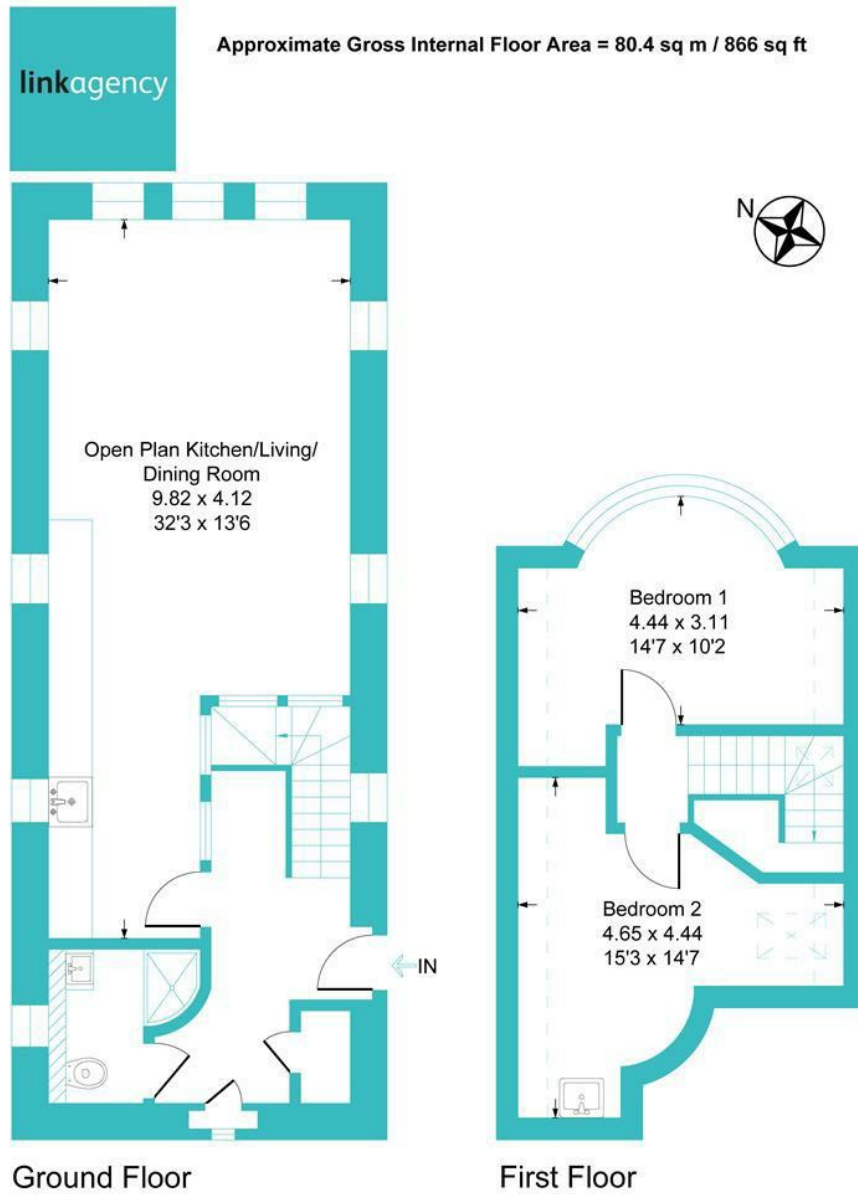 linkagency
Approximate Gross Internal Floor Area = 80.4 sq m / 866 sq ft
N
Open Plan Kitchen/Living/
Dining Room
9.82 x 4.12
32'3 x 13'6
IN
Bedroom 1
4.44 x 3.11
14'7 x 10'2
Bedroom 2
4.65 x 4.44
15'3 x 14'7
Ground Floor
First Floor